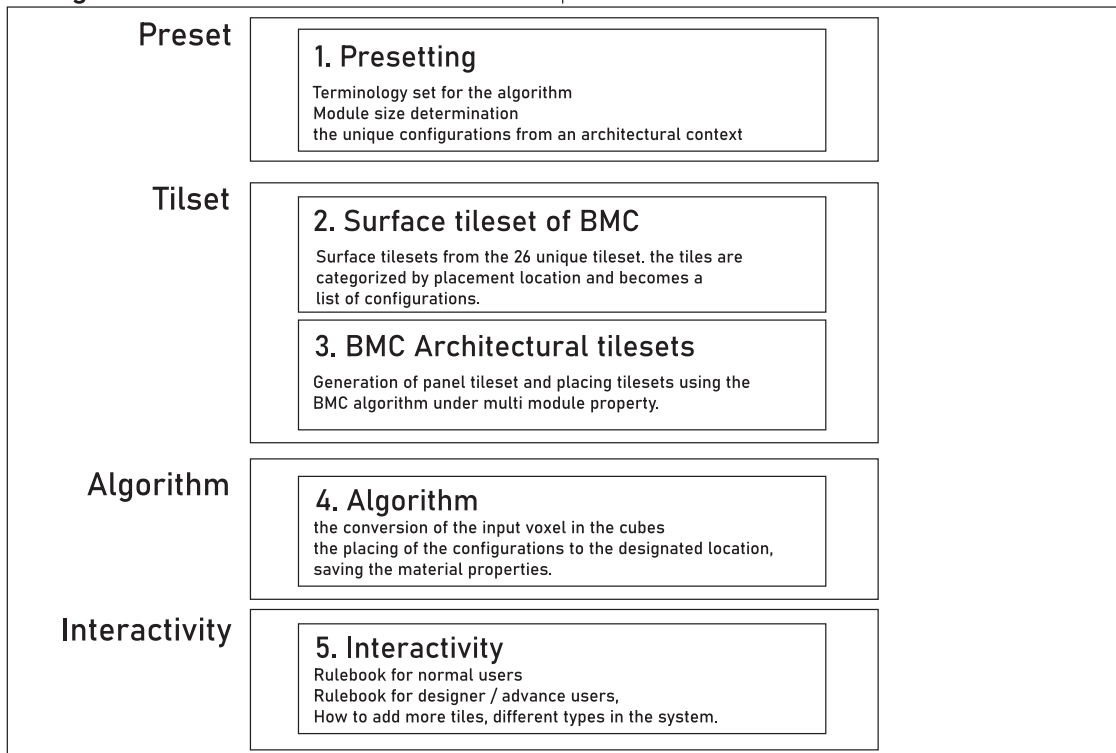 Preset
1. Presetting
Terminology set for the algorithm
Module size determination
the unique configurations from an architectural context
Tilset
2. Surface tileset of BMC
Surface tilesets from the 26 unique tileset. the tiles are
categorized by placement location and becomes a
list of configurations.
3. BMC Architectural tilesets
Generation of panel tileset and placing tilesets using the
BMC algorithm under multi module property.
Algorithm
4. Algorithm
the conversion of the input voxel in the cubes
the placing of the configurations to the designated location,
saving the material properties.
Interactivity
5. Interactivity
Rulebook for normal users
Rulebook for designer / advance users,
How to add more tiles, different types in the system.